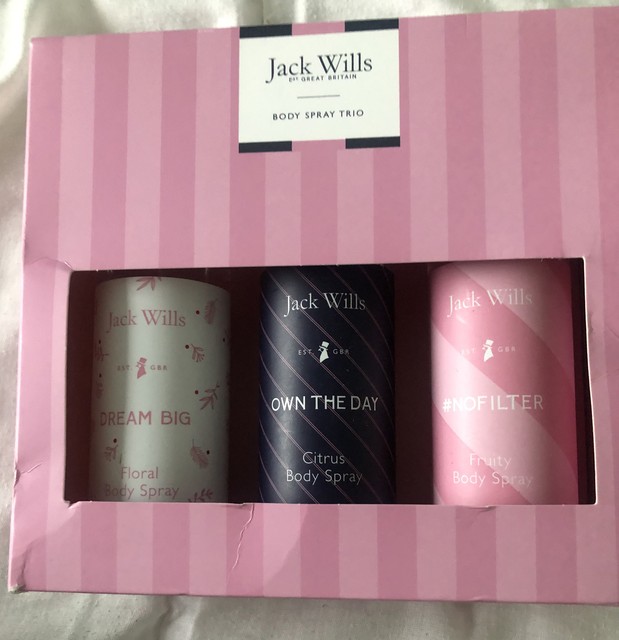 Jack Wills
EST GREAT BRITAIN
BODY SPRAY TRIO
Jack Wills
EST GBR
DREAM BIG
Floral
Body Spray
Jack Wills
EST GBR
OWN THE DAY
Citrus
Body Spray
Jack Wills
EST GBR
#NOFILTER
Fruity
Body Spray